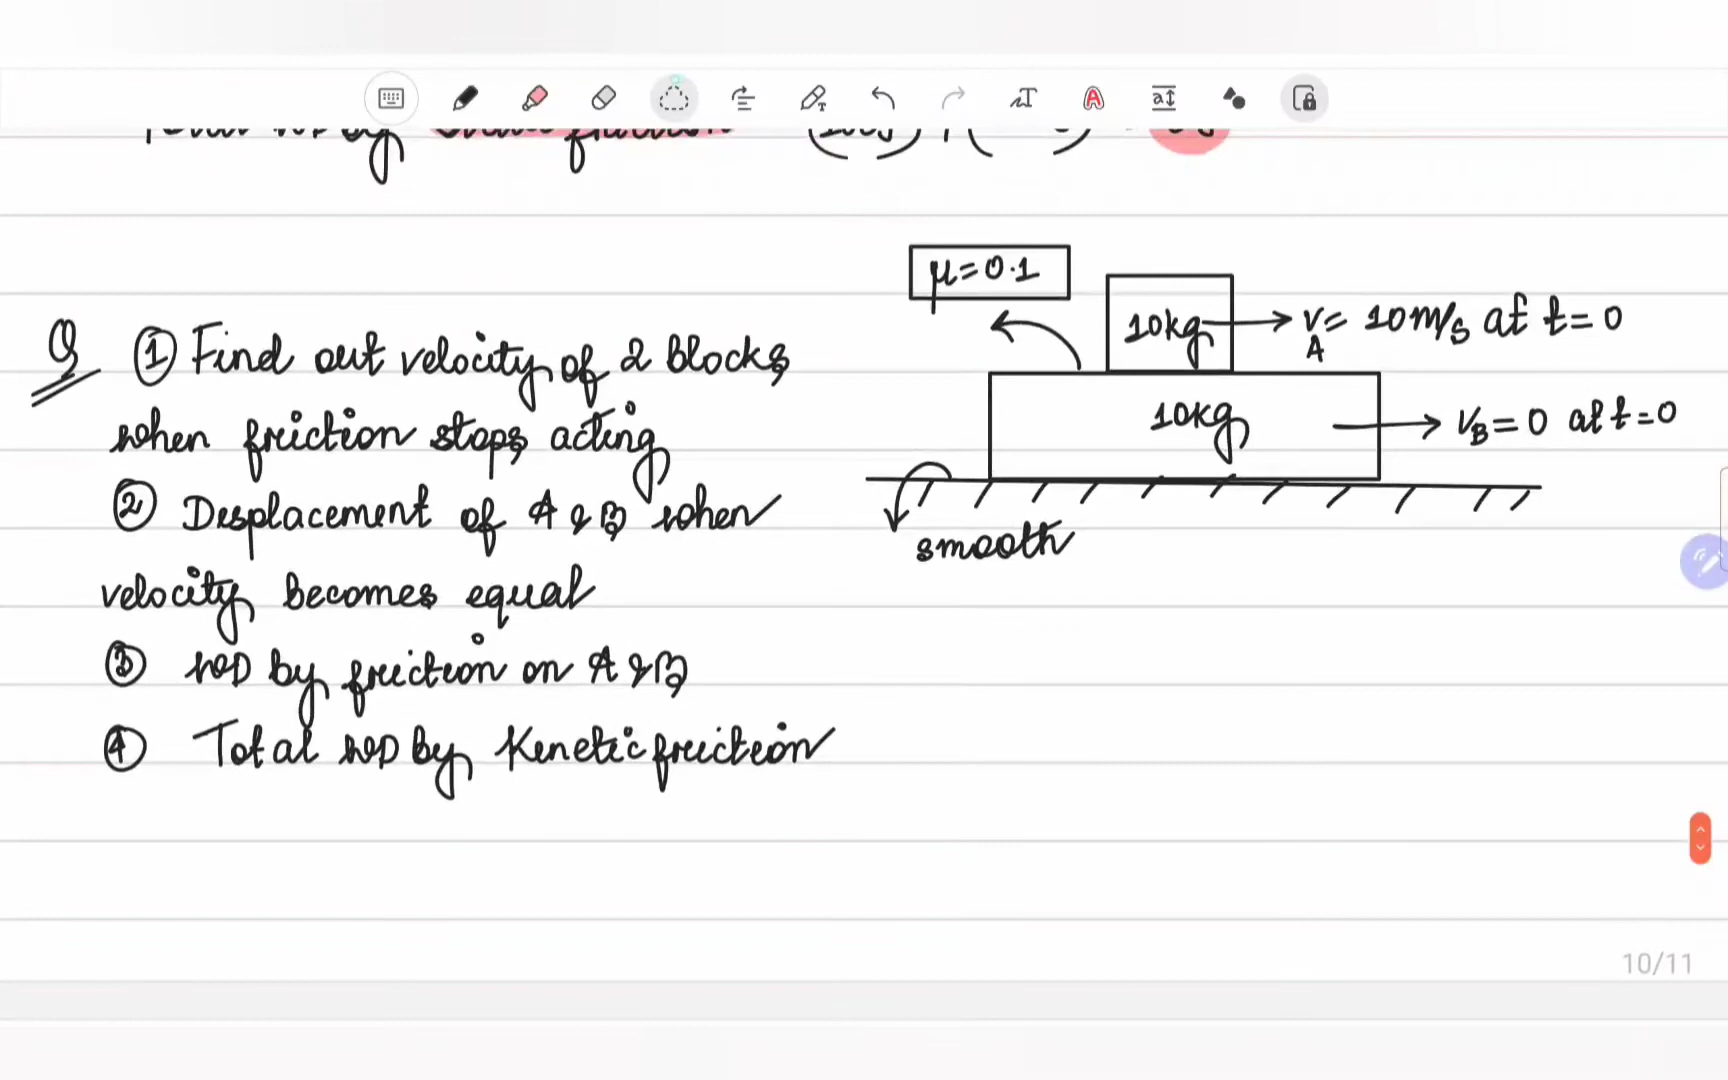 μ=0.1
10kg → V_A = 10m/s at t=0
10kg → V_B = 0 at t=0
smooth
Q ① Find out velocity of 2 blocks
when friction stops acting
② Desplacement of A & B when
velocity becomes equal
③ WD by friction on A & B
④ Total WD by Kenetic friction
10/11